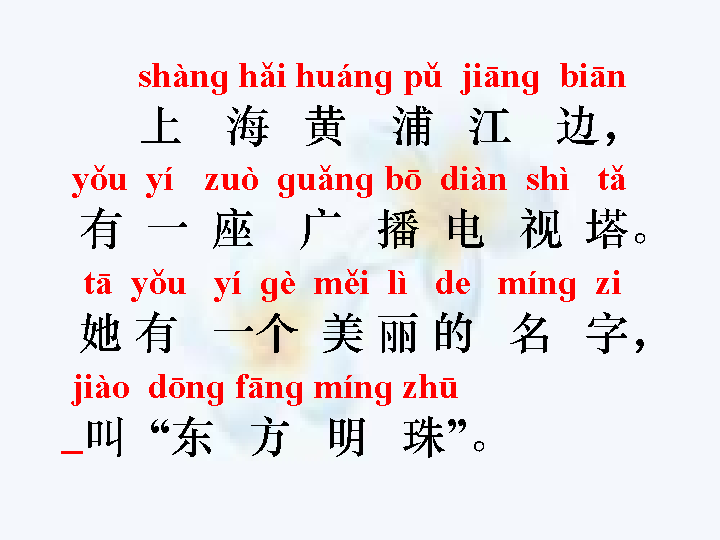 shàng hǎi huáng pǔ jiāng biān
上 海 黄 浦 江 边，
yǒu yí zuò guǎng bō diàn shì tǎ
有 一 座 广 播 电 视 塔。
tā yǒu yí gè měi lì de míng zi
她 有 一个 美 丽 的 名 字，
jiào dōng fāng míng zhū
_叫“东 方 明 珠”。